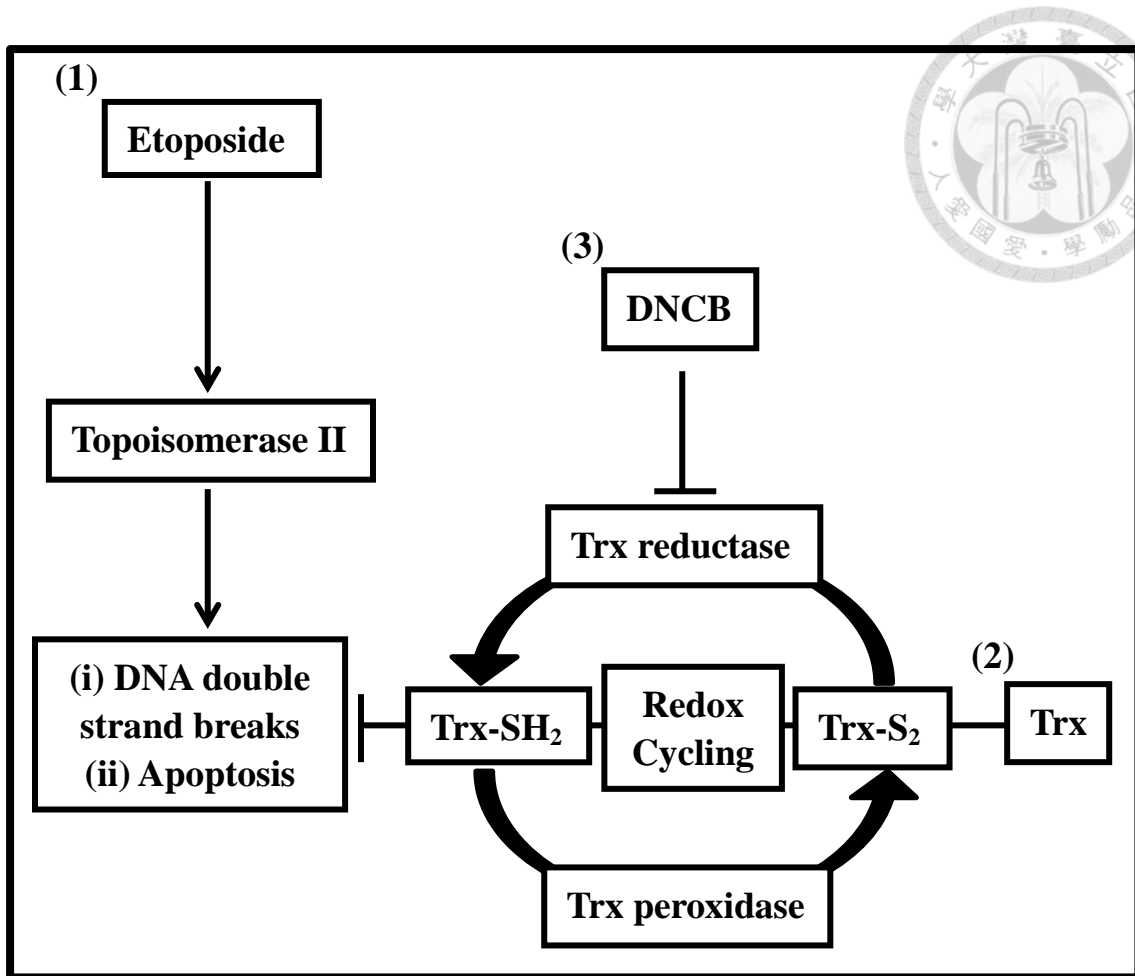 (1)
Etoposide
(3)
DNCB
Topoisomerase II
Trx reductase
(i) DNA double
strand breaks
(ii) Apoptosis
Trx-SH₂
Redox
Cycling
Trx-S₂
(2)
Trx
Trx peroxidase